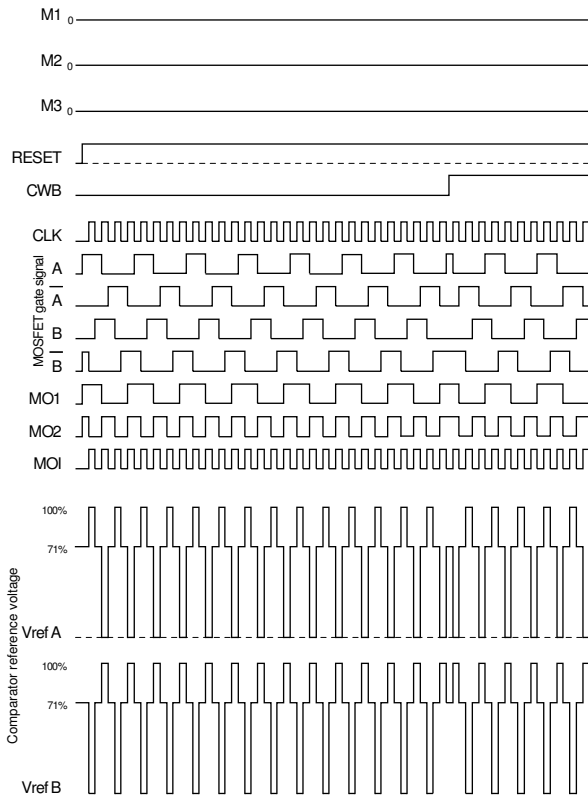 M1 0
M2 0
M3 0
RESET
CWB
CLK
MOSFET gate signal
A
A
B
B
MO1
MO2
MOI
Comparator reference voltage
100%
71%
Vref A
100%
71%
Vref B